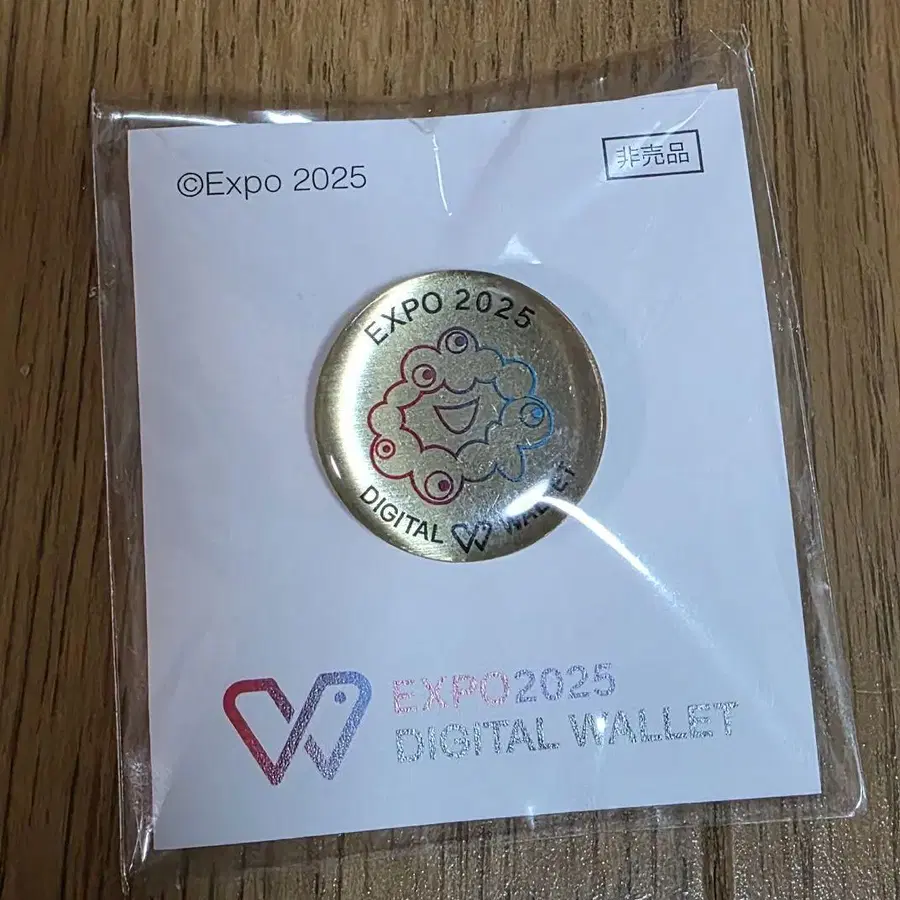 ©Expo 2025
非売品
EXPO 2025
DIGITAL WALLET
EXPO2025
DIGITAL WALLET